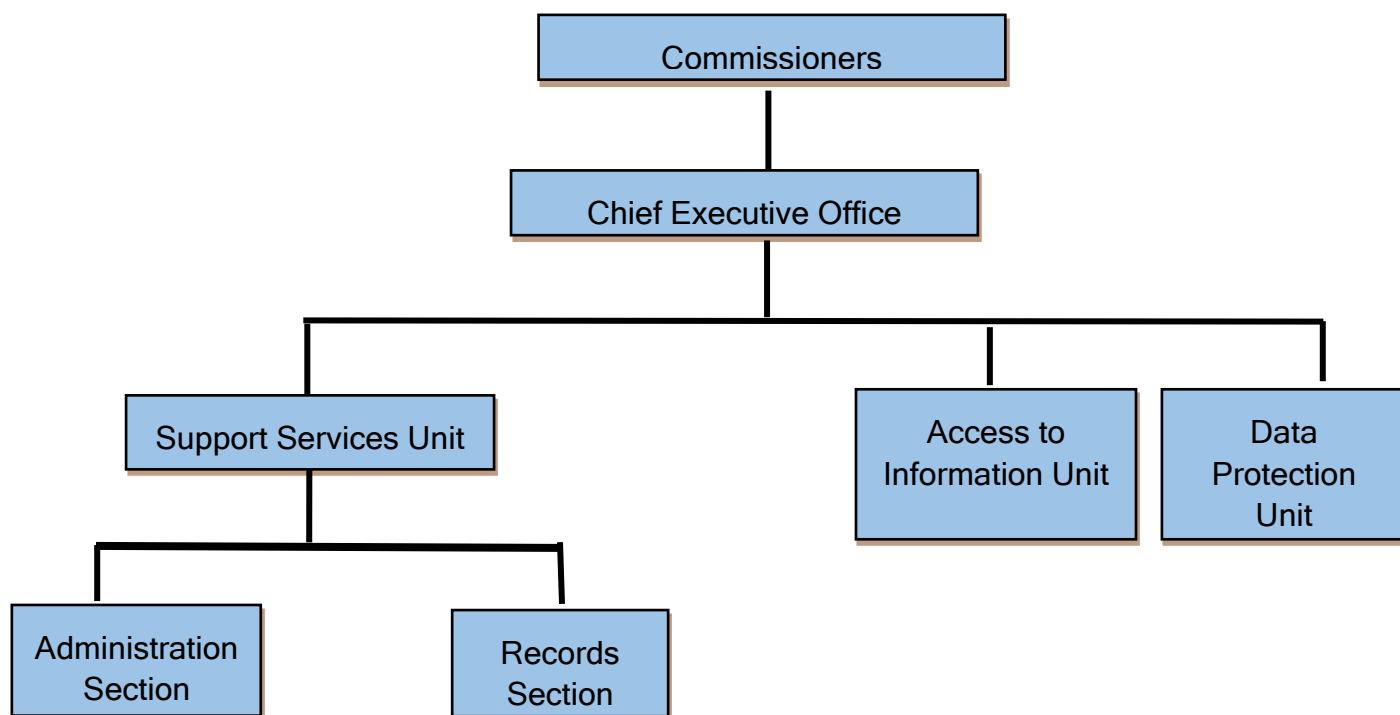 Commissioners
Chief Executive Office
Support Services Unit
Access to
Information Unit
Data
Protection
Unit
Administration
Section
Records
Section